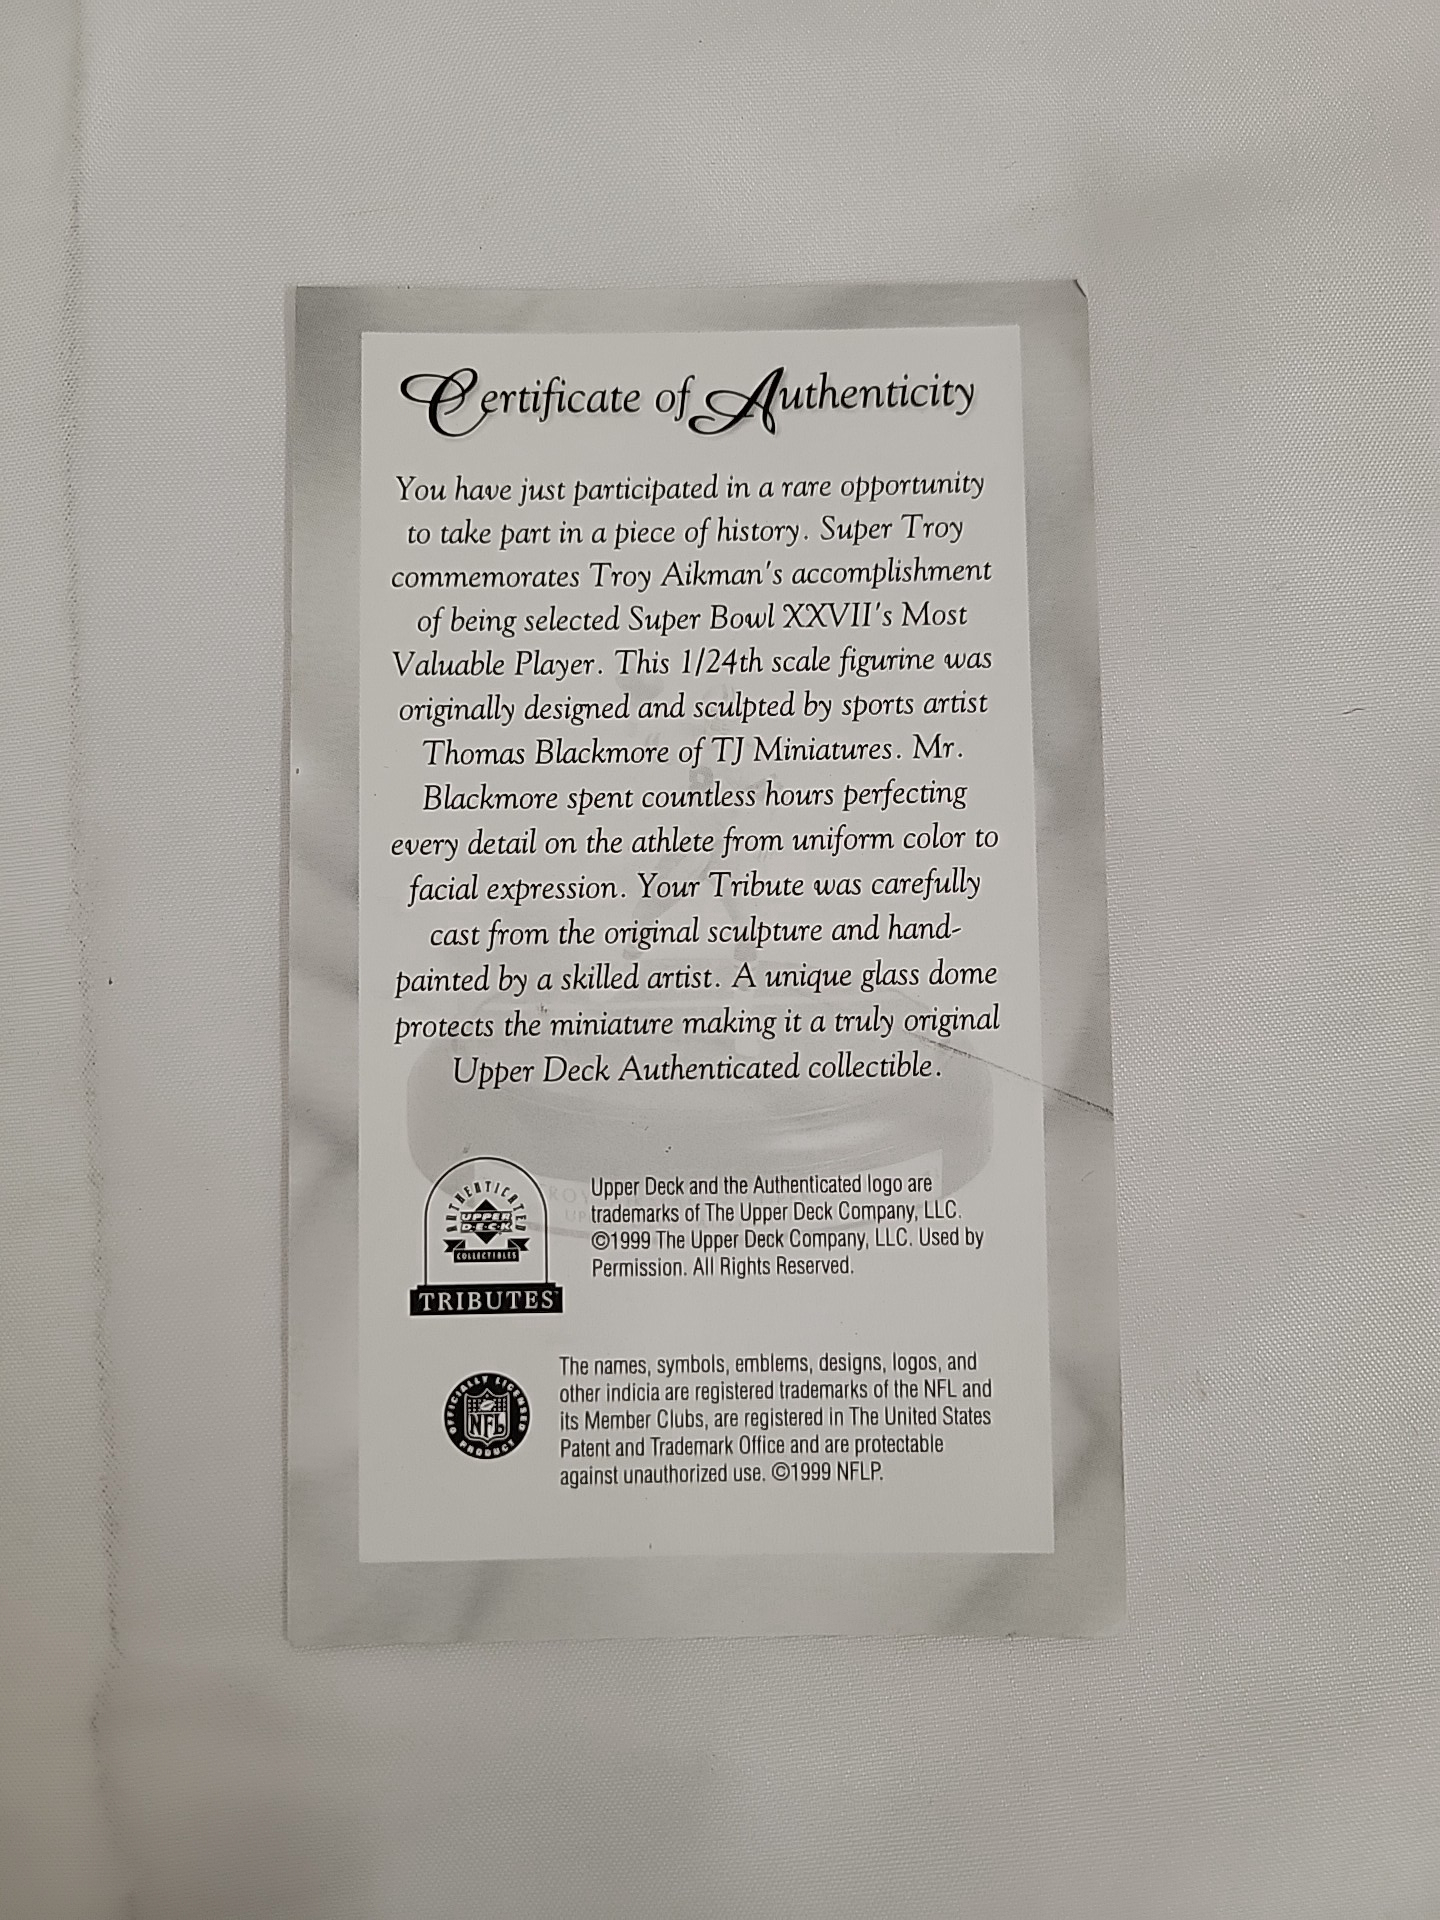 Certificate of Authenticity
You have just participated in a rare opportunity
to take part in a piece of history. Super Troy
commemorates Troy Aikman's accomplishment
of being selected Super Bowl XXVII's Most
Valuable Player. This 1/24th scale figurine was
originally designed and sculpted by sports artist
Thomas Blackmore of TJ Miniatures. Mr.
Blackmore spent countless hours perfecting
every detail on the athlete from uniform color to
facial expression. Your Tribute was carefully
cast from the original sculpture and hand-
painted by a skilled artist. A unique glass dome
protects the miniature making it a truly original
Upper Deck Authenticated collectible.
AUTHENTICATED
UPPER
DECK
COLLECTIBLES
TRIBUTES
Upper Deck and the Authenticated logo are
trademarks of The Upper Deck Company, LLC.
©1999 The Upper Deck Company, LLC. Used by
Permission. All Rights Reserved.
OFFICIALLY LICENSED
NFL
PRODUCT
The names, symbols, emblems, designs, logos, and
other indicia are registered trademarks of the NFL and
its Member Clubs, are registered in The United States
Patent and Trademark Office and are protectable
against unauthorized use. ©1999 NFLP.